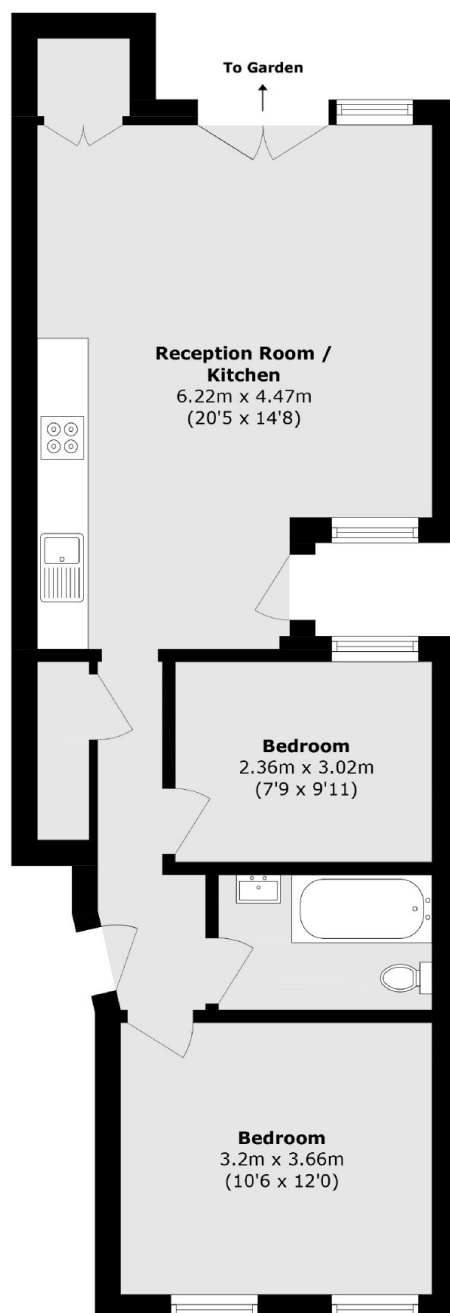 To Garden
Reception Room /
Kitchen
6.22m x 4.47m
(20'5 x 14'8)
Bedroom
2.36m x 3.02m
(7'9 x 9'11)
Bedroom
3.2m x 3.66m
(10'6 x 12'0)